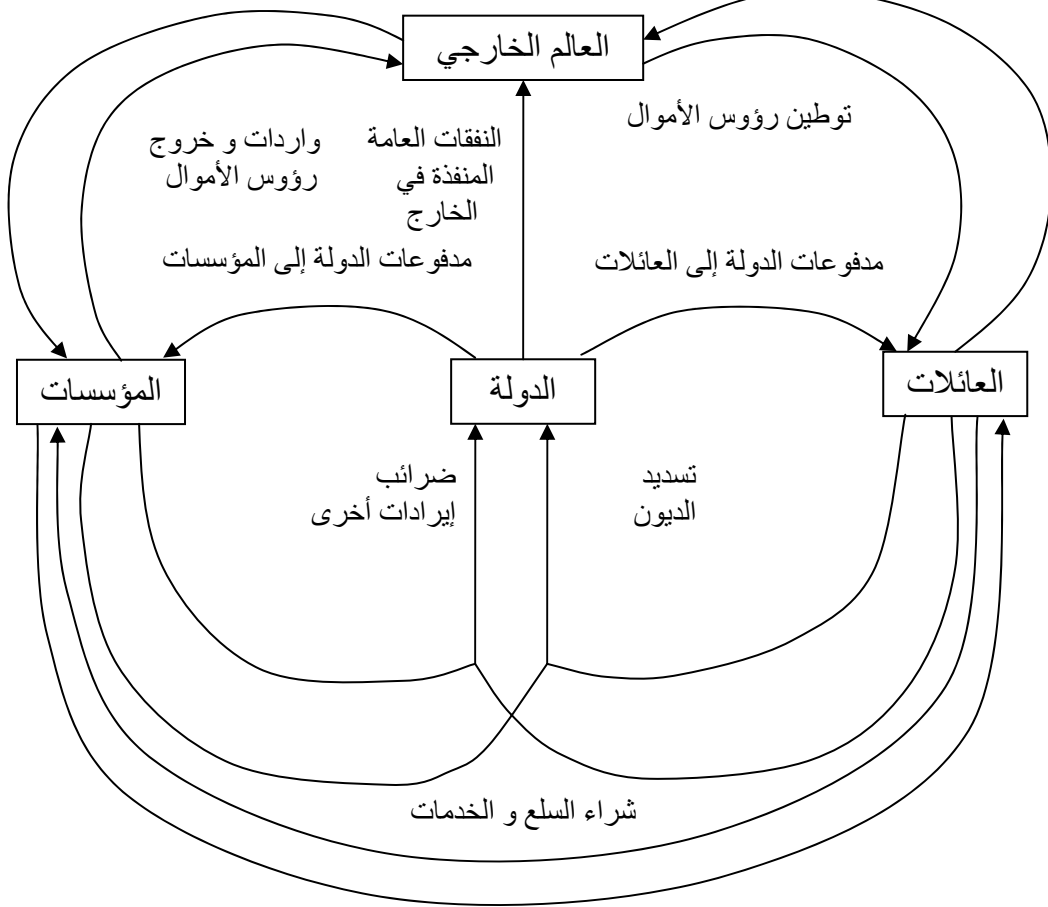 العالم الخارجي
توطين رؤوس الأموال
النفقات العامة
المنفذة في
الخارج
واردات و خروج
رؤوس الأموال
مدفوعات الدولة إلى العائلات
مدفوعات الدولة إلى المؤسسات
العائلات
الدولة
المؤسسات
تسديد
الديون
ضرائب
إيرادات أخرى
شراء السلع و الخدمات